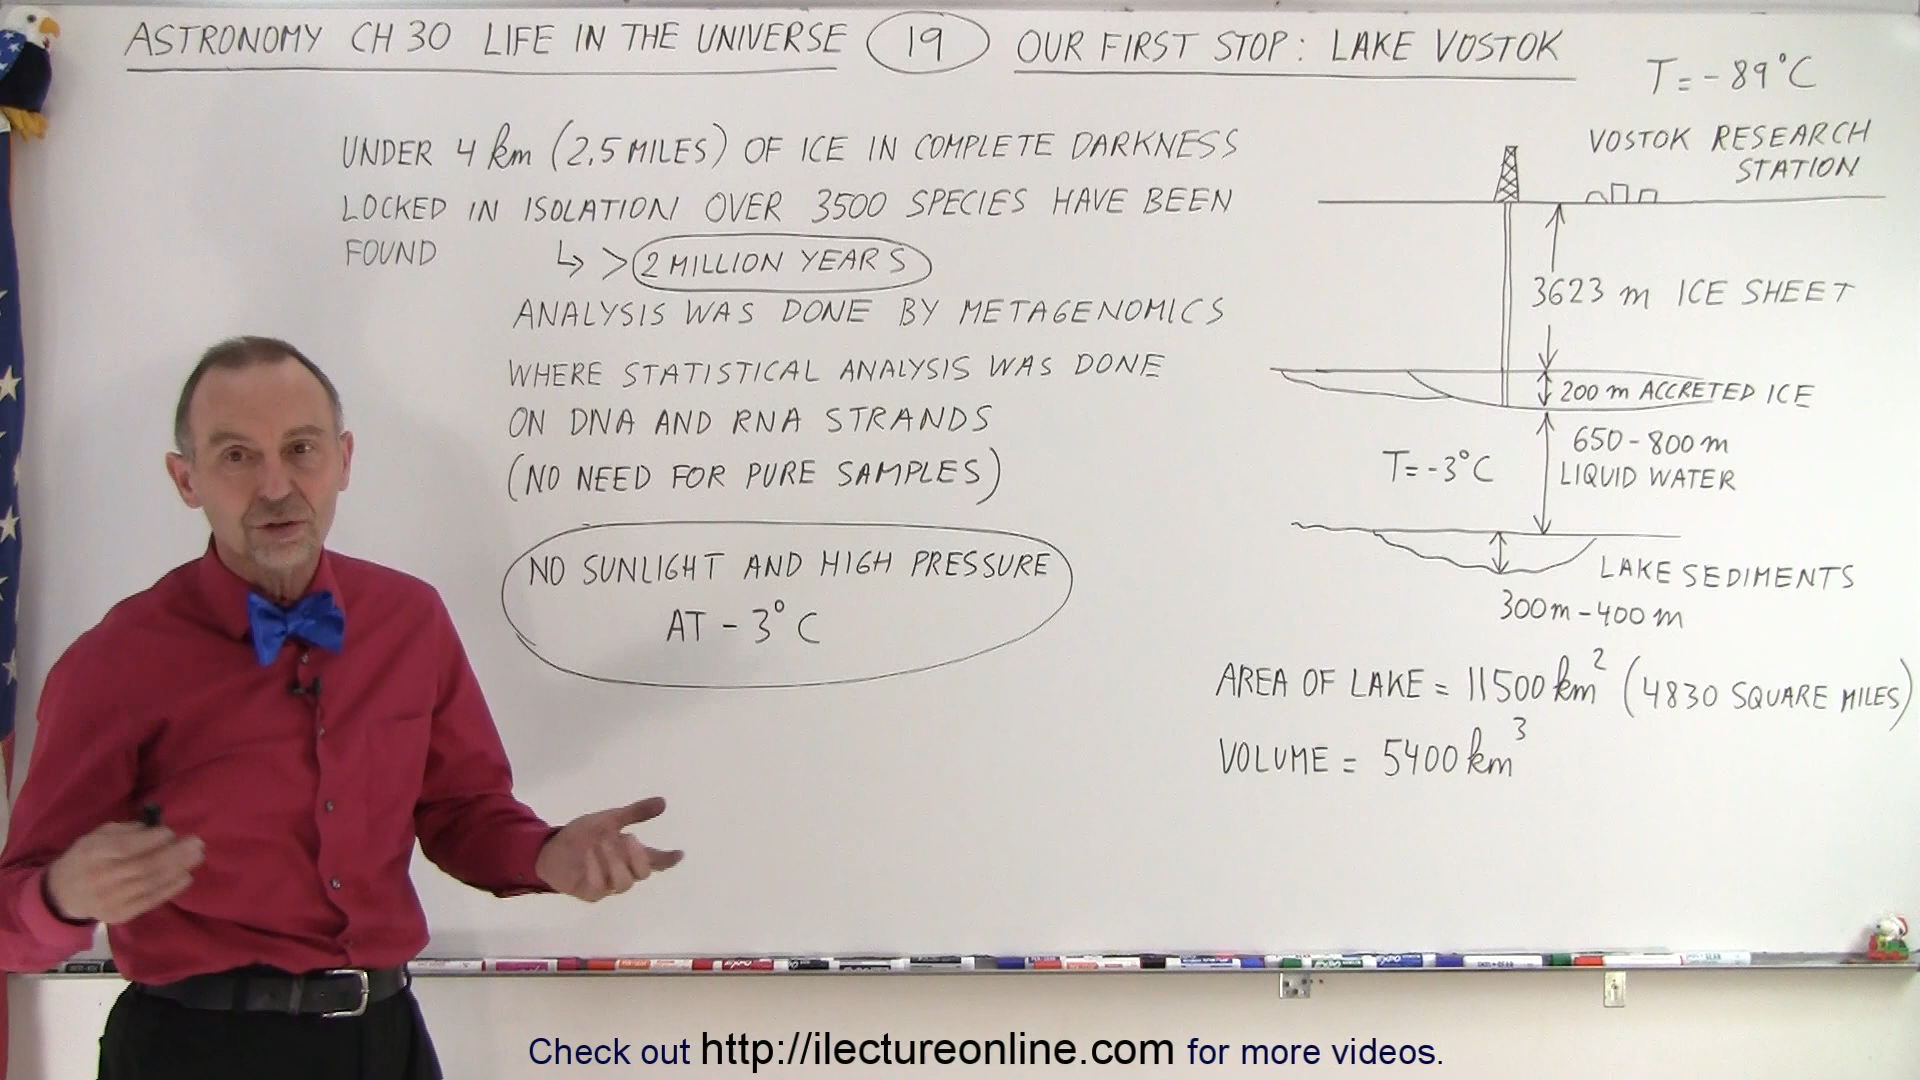 ASTRONOMY CH 30 LIFE IN THE UNIVERSE 19 OUR FIRST STOP: LAKE VOSTOK
T = -89°C
UNDER 4 km (2.5 MILES) OF ICE IN COMPLETE DARKNESS
LOCKED IN ISOLATION OVER 3500 SPECIES HAVE BEEN
FOUND ↳ > 2 MILLION YEARS
ANALYSIS WAS DONE BY METAGENOMICS
WHERE STATISTICAL ANALYSIS WAS DONE
ON DNA AND RNA STRANDS
(NO NEED FOR PURE SAMPLES)
NO SUNLIGHT AND HIGH PRESSURE
AT -3°C
VOSTOK RESEARCH
STATION
3623 m ICE SHEET
200 m ACCRETED ICE
650-800 m
LIQUID WATER
T = -3°C
LAKE SEDIMENTS
300m-400m
AREA OF LAKE = 11500 km² (4830 SQUARE MILES)
VOLUME = 5400 km³
Check out http://ilectureonline.com for more videos.